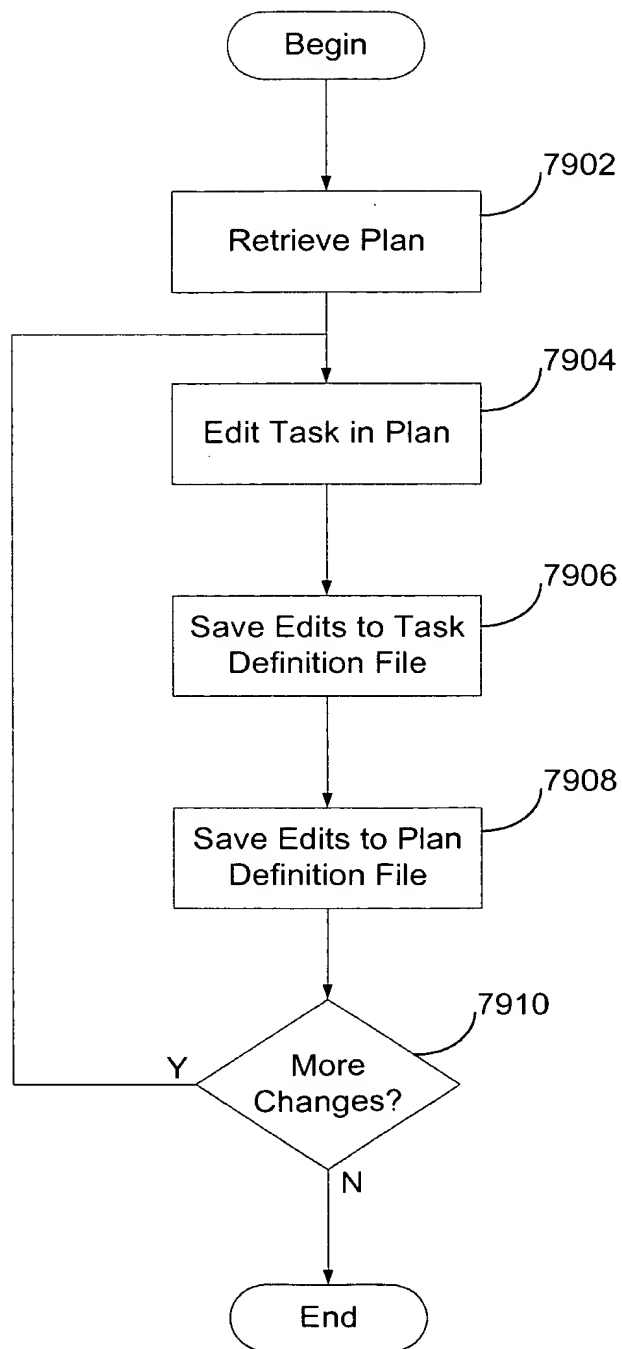 Begin
7902
Retrieve Plan
7904
Edit Task in Plan
7906
Save Edits to Task
Definition File
7908
Save Edits to Plan
Definition File
7910
More
Changes?
Y
N
End